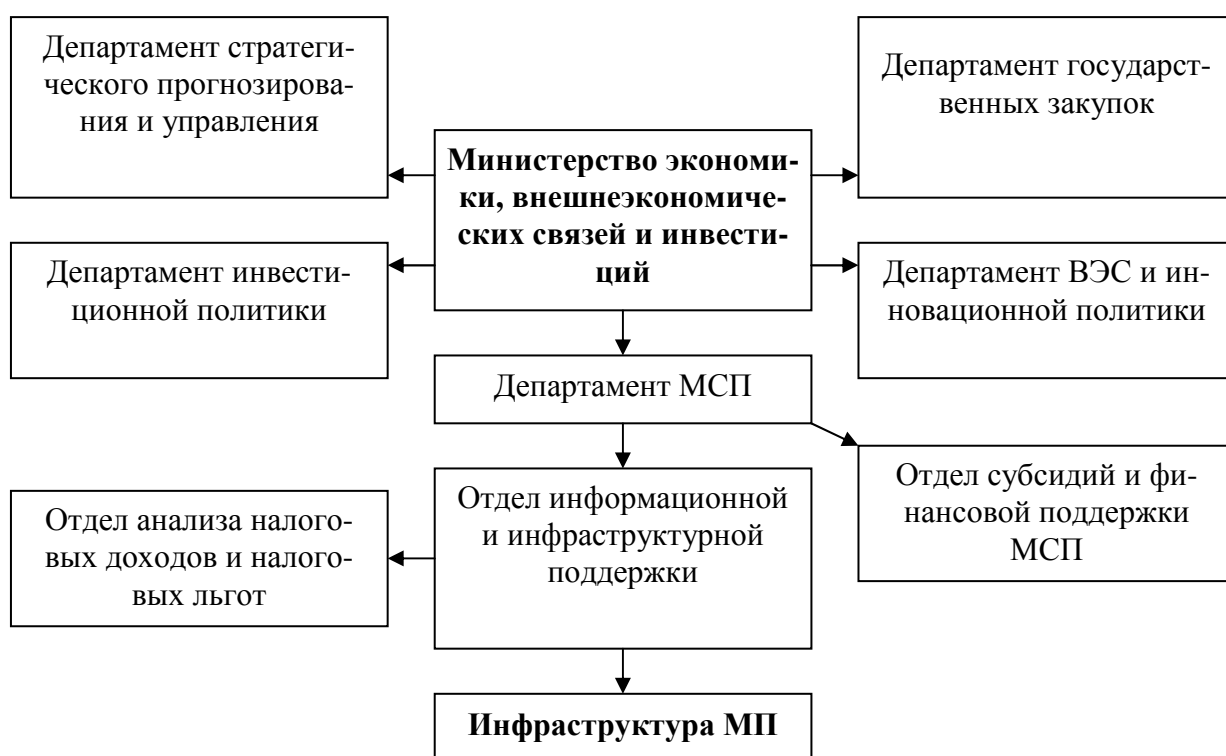 Департамент стратеги-
ческого прогнозирова-
ния и управления
Департамент государст-
венных закупок
Министерство экономи-
ки, внешнеэкономиче-
ских связей и инвести-
ций
Департамент инвести-
ционной политики
Департамент ВЭС и ин-
новационной политики
Департамент МСП
Отдел субсидий и фи-
нансовой поддержки
МСП
Отдел информационной
и инфраструктурной
поддержки
Отдел анализа налого-
вых доходов и налого-
вых льгот
Инфраструктура МП